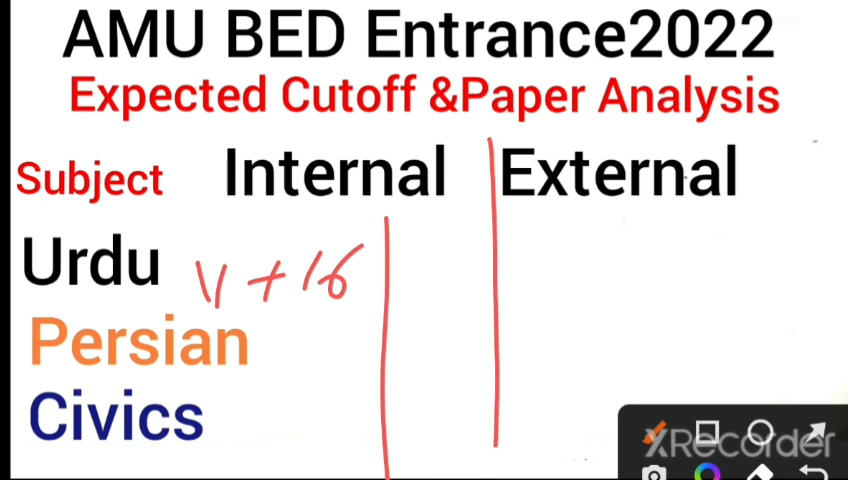 AMU BED Entrance2022
Expected Cutoff &Paper Analysis
Subject Internal External
Urdu 11 + 16
Persian
Civics
XRecorder